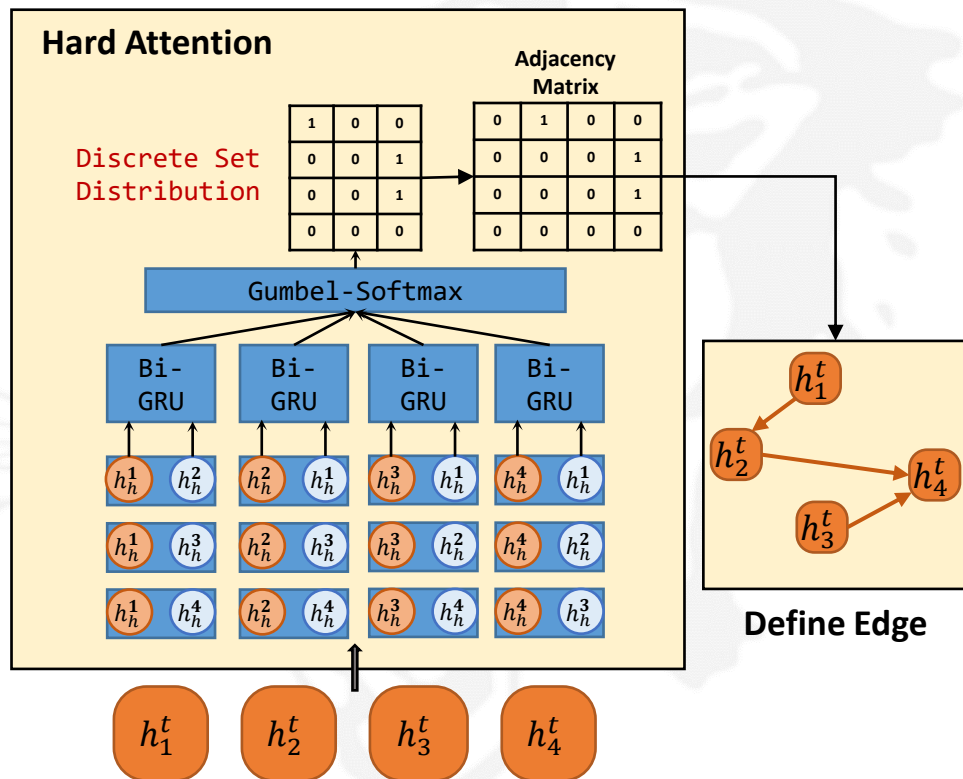 Hard Attention
Adjacency
Matrix
Discrete Set
Distribution
1 0 0
0 0 1
0 0 1
0 0 0
0 1 0 0
0 0 0 1
0 0 0 1
0 0 0 0
Gumbel-Softmax
Bi-
GRU
Bi-
GRU
Bi-
GRU
Bi-
GRU
h_h^1 h_h^2 h_h^2 h_h^1 h_h^3 h_h^1 h_h^4 h_h^1
h_h^1 h_h^3 h_h^2 h_h^3 h_h^3 h_h^2 h_h^4 h_h^2
h_h^1 h_h^4 h_h^2 h_h^4 h_h^3 h_h^4 h_h^4 h_h^3
h_1^t h_2^t h_3^t h_4^t
h_1^t
h_2^t
h_4^t
h_3^t
Define Edge